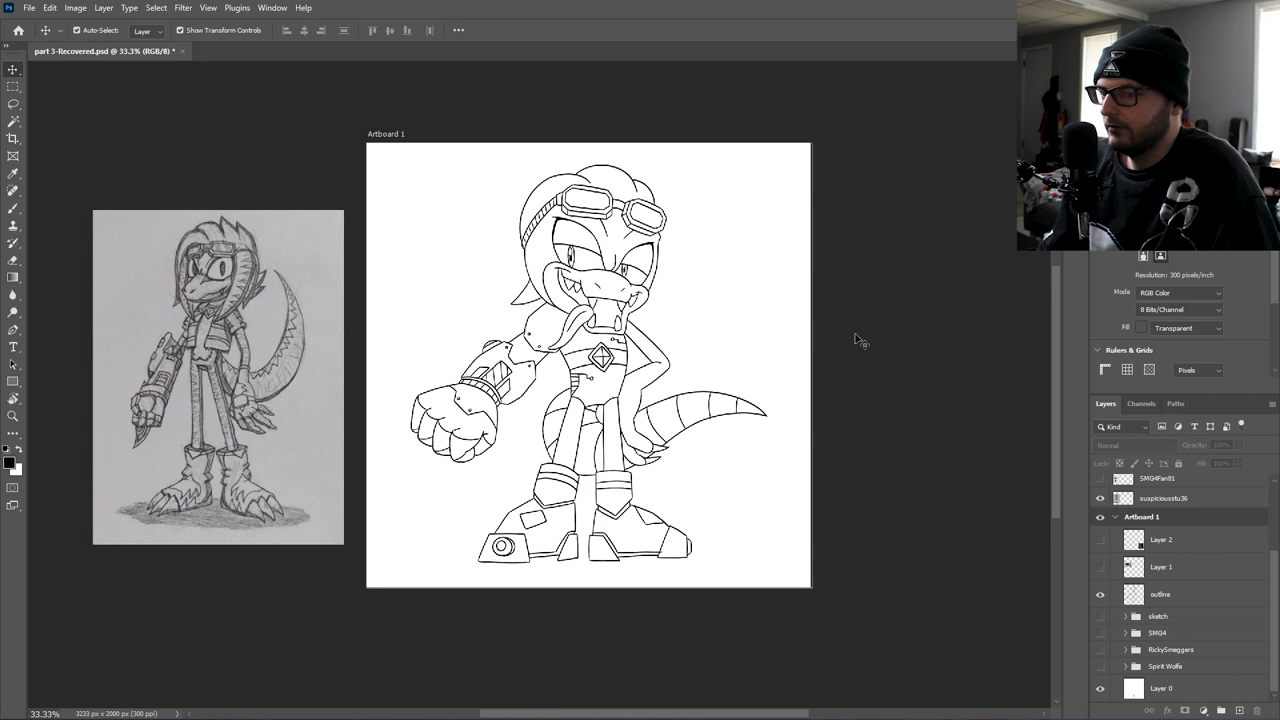 File Edit Image Layer Type Select Filter View Plugins Window Help
Auto-Select: Layer Show Transform Controls
part 3-Recovered.psd @ 33.3% (RGB/8) *
Artboard 1
Resolution: 300 pixels/inch
Mode RGB Color
8 Bits/Channel
Fill Transparent
Rulers & Grids
Pixels
Layers Channels Paths
Kind
Normal Opacity: 100%
Lock: Fill: 100%
SMG4Fan81
suspiciousstu36
Artboard 1
Layer 2
Layer 1
outline
sketch
SMG4
RickySmeggers
Spirit Wolfe
Layer 0
33.33% 3233 px x 2000 px (300 ppi)